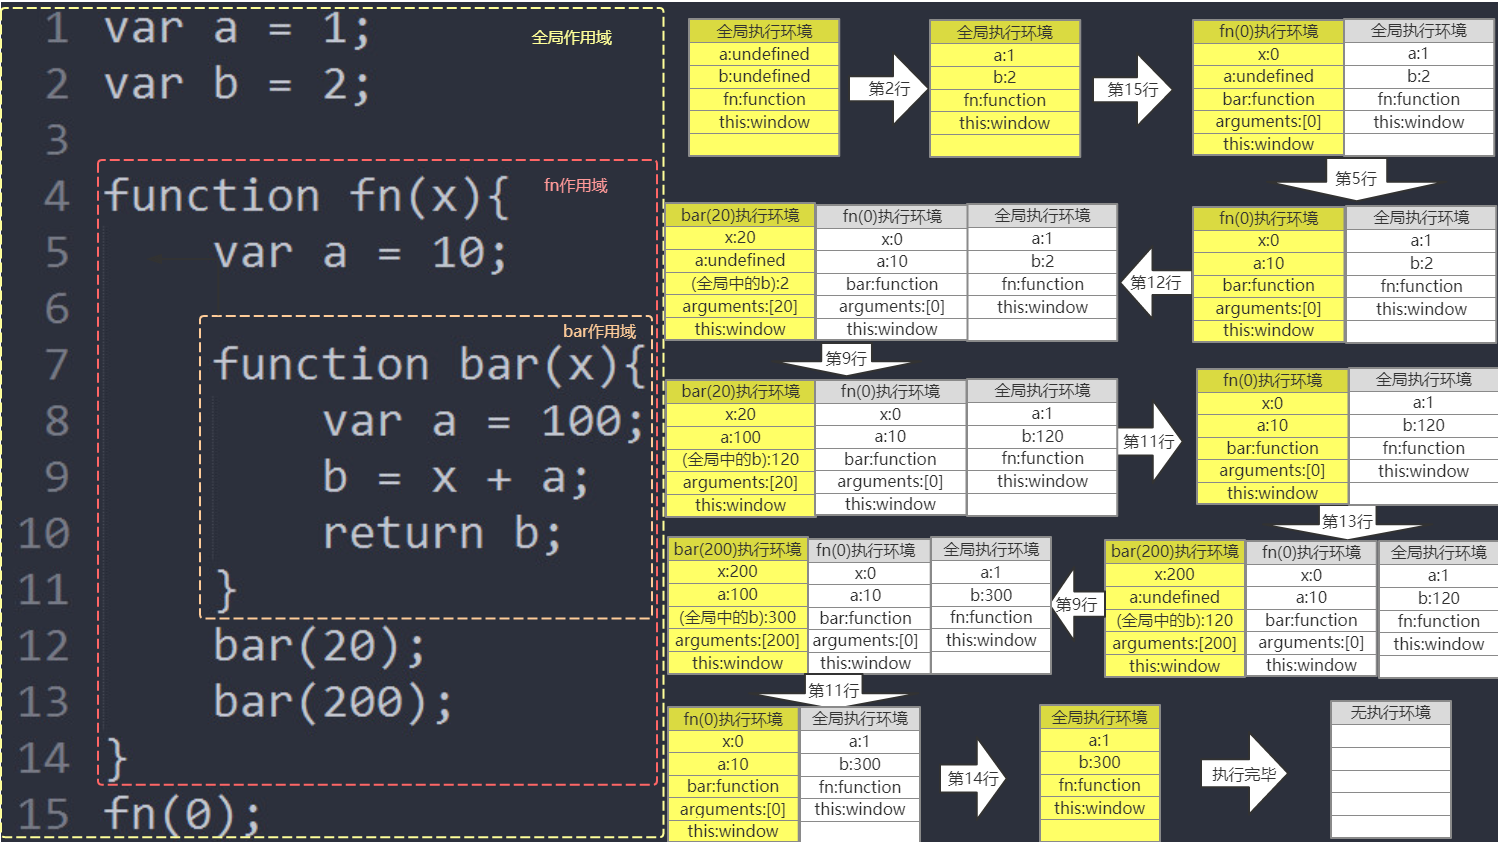 1 var a = 1;
全局作用域
2 var b = 2;
3
4 function fn(x){
fn作用域
5 var a = 10;
6
bar作用域
7 function bar(x){
8 var a = 100;
9 b = x + a;
10 return b;
11 }
12 bar(20);
13 bar(200);
14 }
15 fn(0);
全局执行环境
a:undefined
b:undefined
fn:function
this:window
第2行
全局执行环境
a:1
b:2
fn:function
this:window
第15行
fn(0)执行环境
x:0
a:undefined
bar:function
arguments:[0]
this:window
全局执行环境
a:1
b:2
fn:function
this:window
第5行
fn(0)执行环境
x:0
a:10
bar:function
arguments:[0]
this:window
全局执行环境
a:1
b:2
fn:function
this:window
第12行
bar(20)执行环境
x:20
a:undefined
(全局中的b):2
arguments:[20]
this:window
fn(0)执行环境
x:0
a:10
bar:function
arguments:[0]
this:window
全局执行环境
a:1
b:2
fn:function
this:window
第9行
bar(20)执行环境
x:20
a:100
(全局中的b):120
arguments:[20]
this:window
fn(0)执行环境
x:0
a:10
bar:function
arguments:[0]
this:window
全局执行环境
a:1
b:120
fn:function
this:window
第11行
fn(0)执行环境
x:0
a:10
bar:function
arguments:[0]
this:window
全局执行环境
a:1
b:120
fn:function
this:window
第13行
bar(200)执行环境
x:200
a:undefined
(全局中的b):120
arguments:[200]
this:window
fn(0)执行环境
x:0
a:10
bar:function
arguments:[0]
this:window
全局执行环境
a:1
b:120
fn:function
this:window
第9行
bar(200)执行环境
x:200
a:100
(全局中的b):300
arguments:[200]
this:window
fn(0)执行环境
x:0
a:10
bar:function
arguments:[0]
this:window
全局执行环境
a:1
b:300
fn:function
this:window
第11行
fn(0)执行环境
x:0
a:10
bar:function
arguments:[0]
this:window
全局执行环境
a:1
b:300
fn:function
this:window
第14行
全局执行环境
a:1
b:300
fn:function
this:window
执行完毕
无执行环境